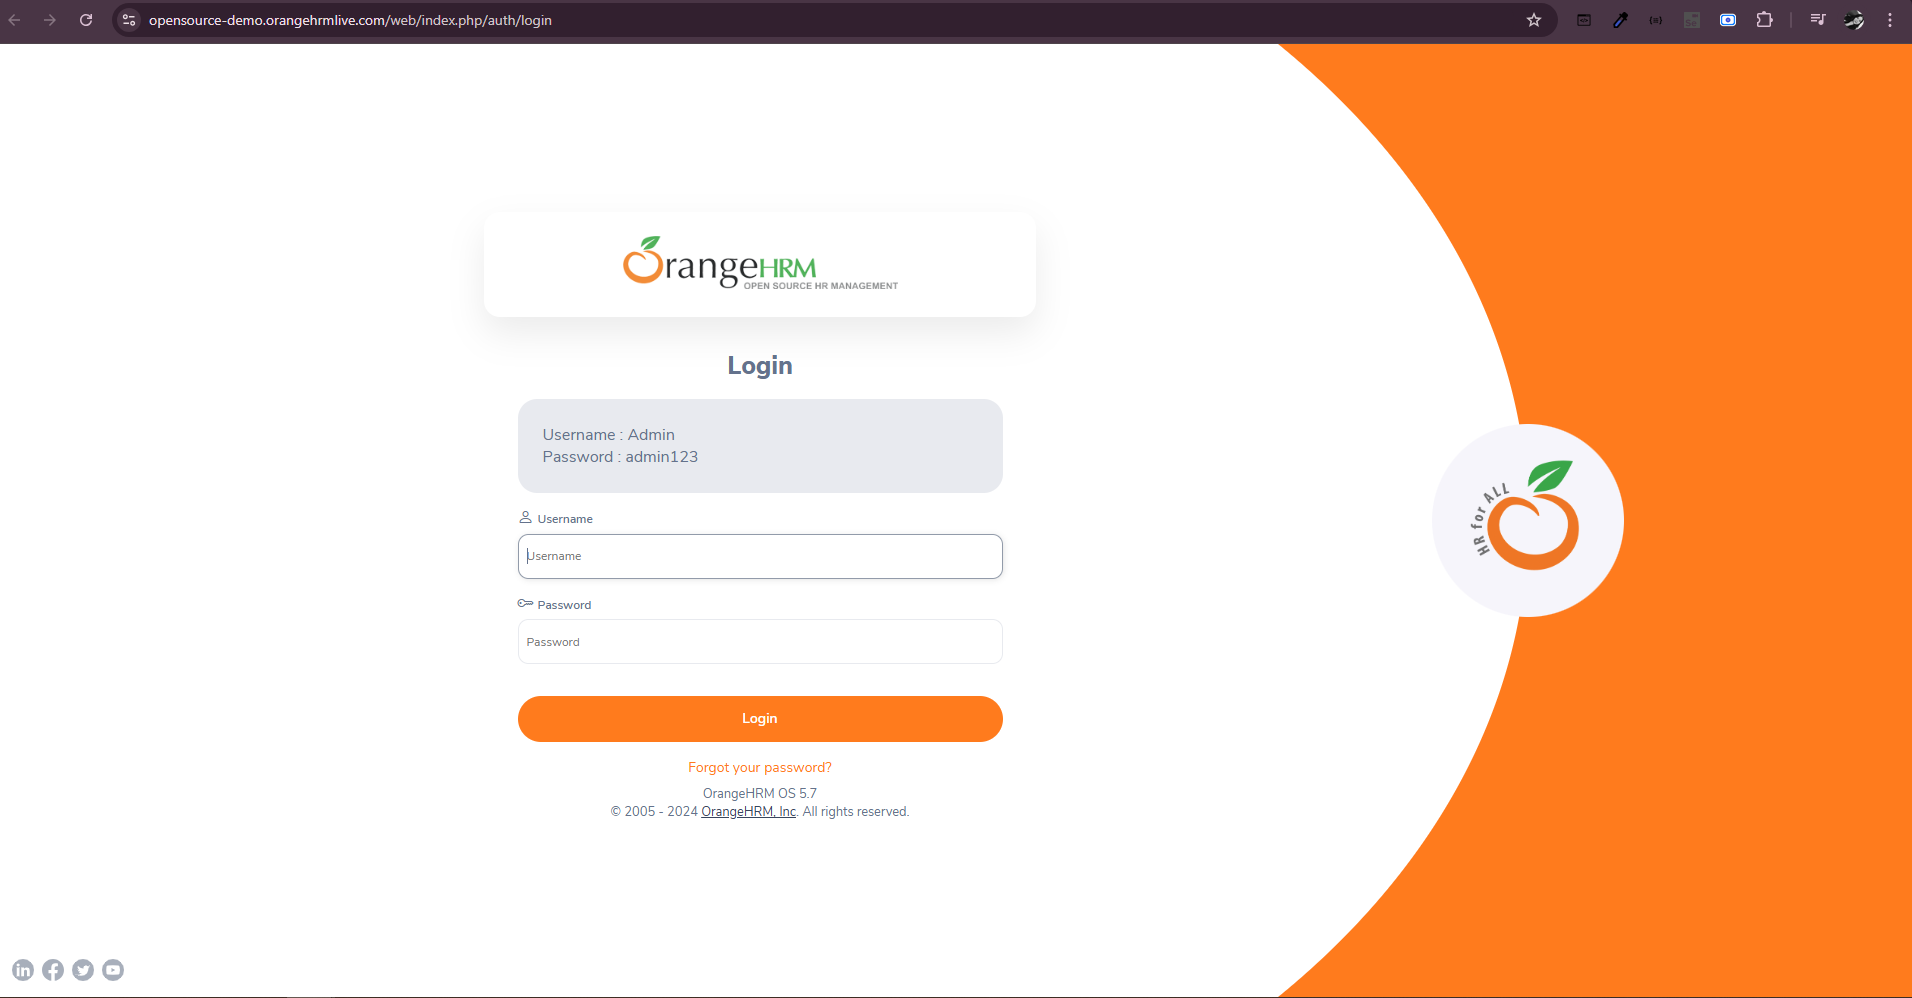 opensource-demo.orangehrmlive.com/web/index.php/auth/login
OrangeHRM
OPEN SOURCE HR MANAGEMENT
Login
Username : Admin
Password : admin123
Username
Username
Password
Password
Login
Forgot your password?
OrangeHRM OS 5.7
© 2005 - 2024 OrangeHRM, Inc. All rights reserved.
HR for ALL
in